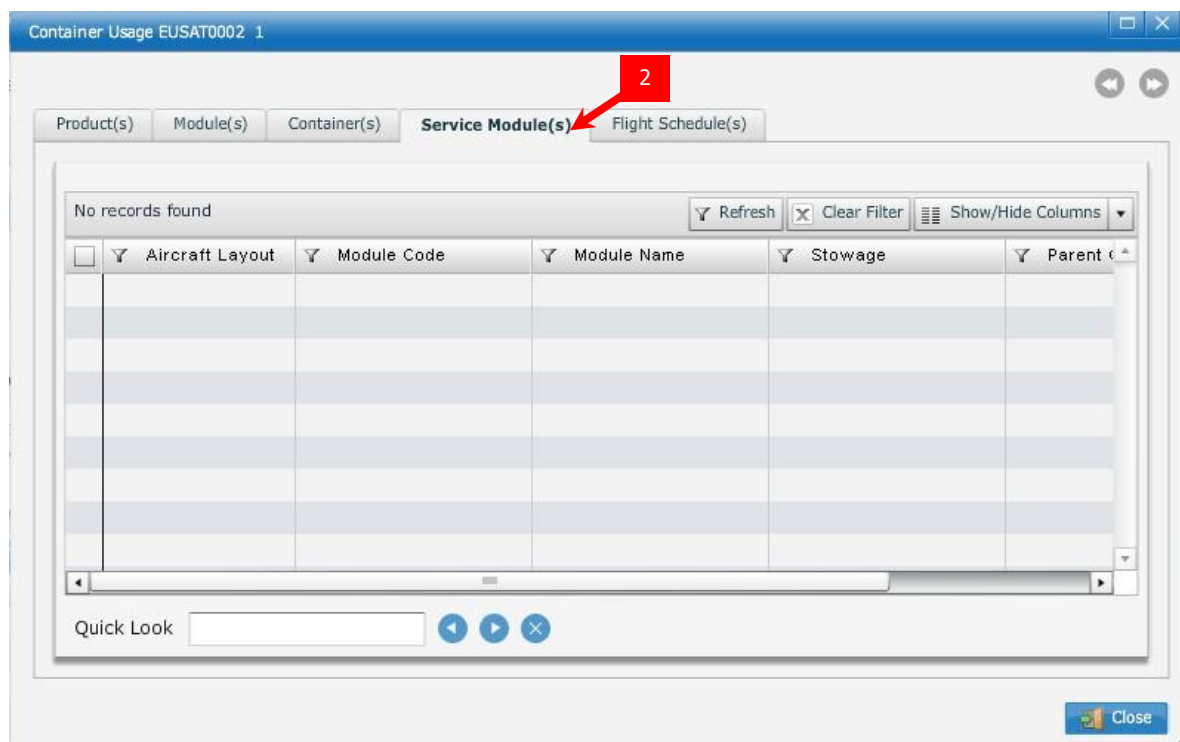 Container Usage EUSAT0002 1
2
Product(s) Module(s) Container(s) Service Module(s) Flight Schedule(s)
No records found Refresh Clear Filter Show/Hide Columns
Aircraft Layout Module Code Module Name Stowage Parent
Quick Look
Close